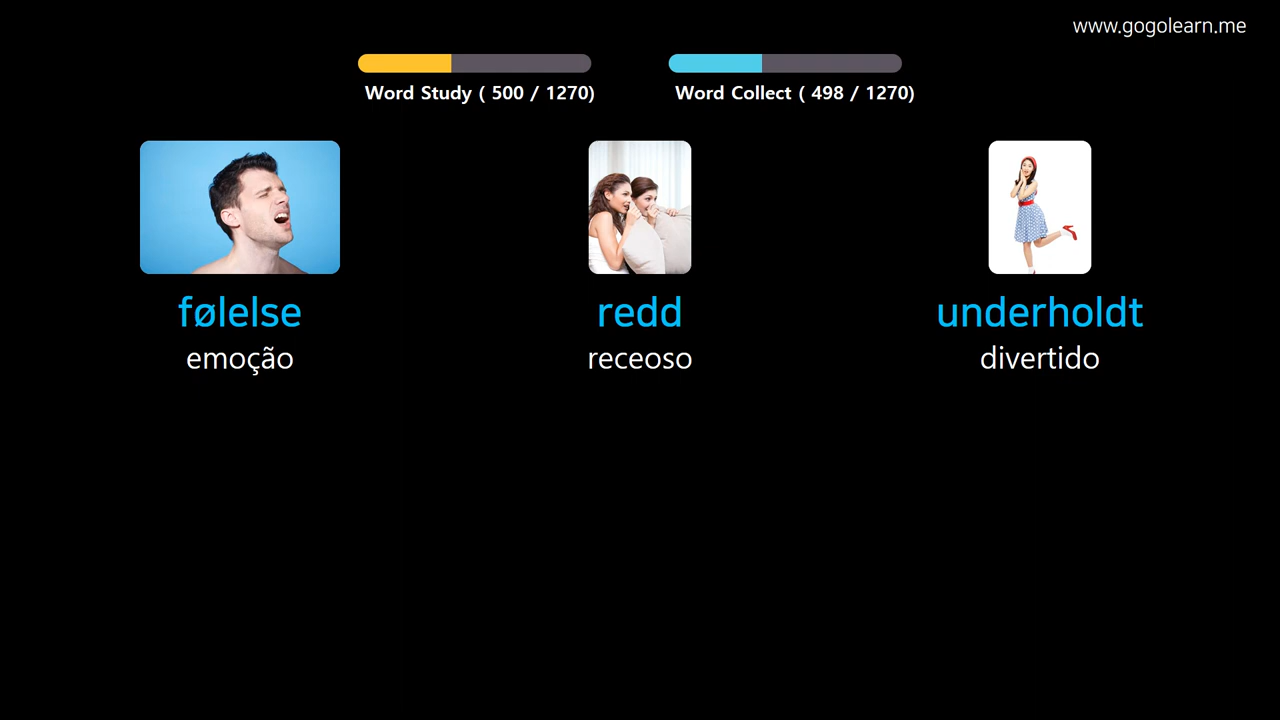 www.gogolearn.me
Word Study ( 500 / 1270)
Word Collect ( 498 / 1270)
følelse
emoção
redd
receoso
underholdt
divertido